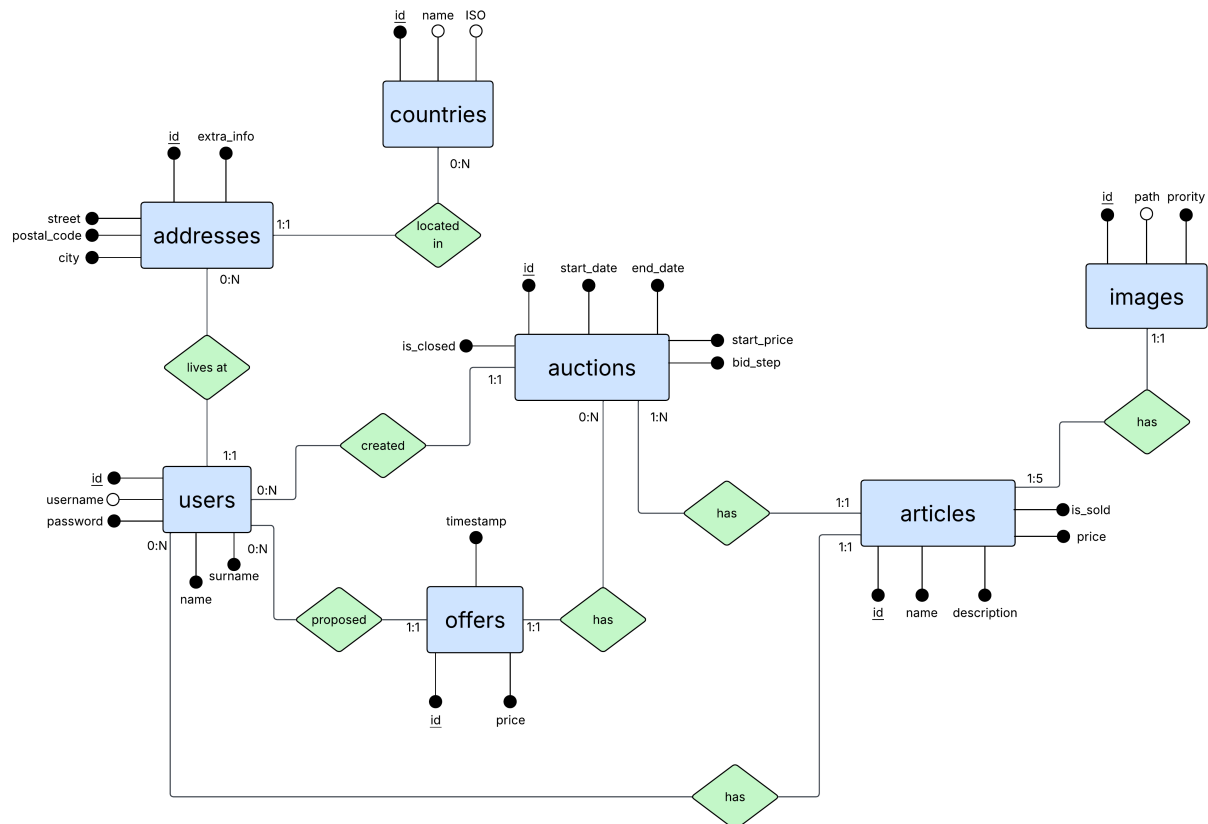 id
name
ISO
countries
0:N
id
extra_info
street
postal_code
city
addresses
1:1
located
in
0:N
id
path
prority
images
1:1
lives at
id
start_date
end_date
is_closed
auctions
start_price
bid_step
1:1
0:N
1:N
created
has
1:1
id
username
password
users
0:N
0:N
0:N
name
surname
1:5
1:1
articles
is_sold
price
1:1
has
id
name
description
timestamp
proposed
1:1
offers
1:1
has
id
price
has